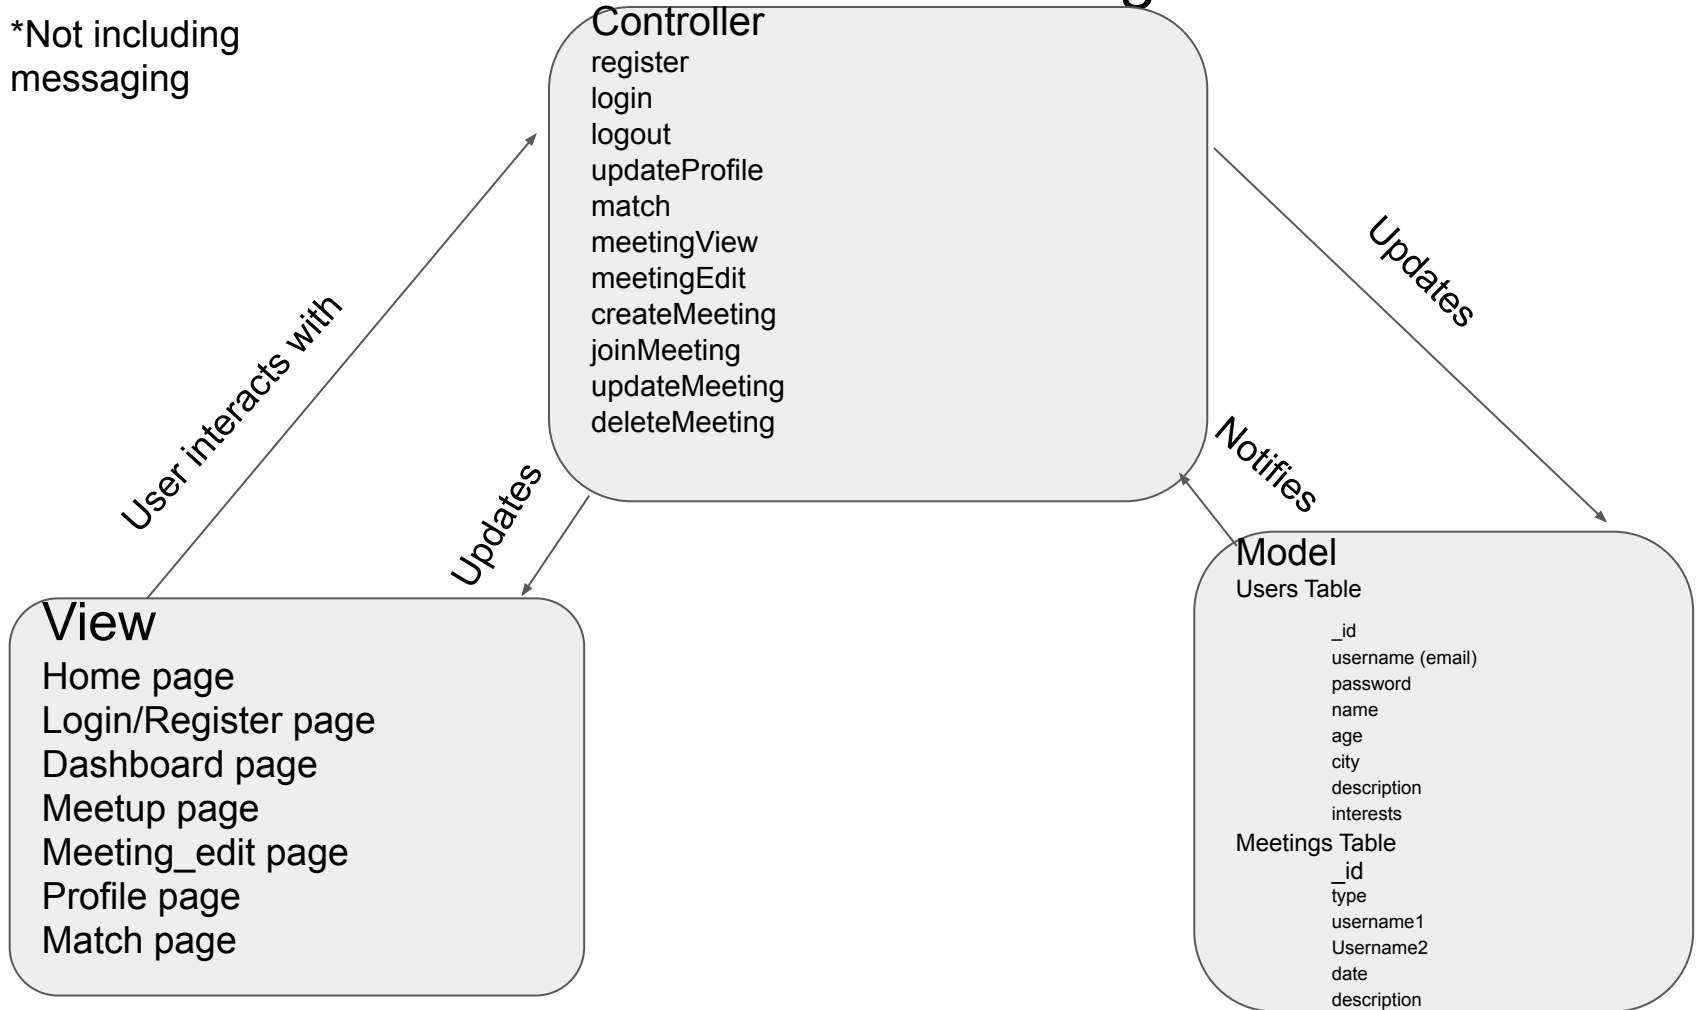 *Not including
messaging
Controller
register
login
logout
updateProfile
match
meetingView
meetingEdit
createMeeting
joinMeeting
updateMeeting
deleteMeeting
User interacts with
Updates
Updates
Notifies
View
Home page
Login/Register page
Dashboard page
Meetup page
Meeting_edit page
Profile page
Match page
Model
Users Table
_id
username (email)
password
name
age
city
description
interests
Meetings Table
_id
type
username1
Username2
date
description